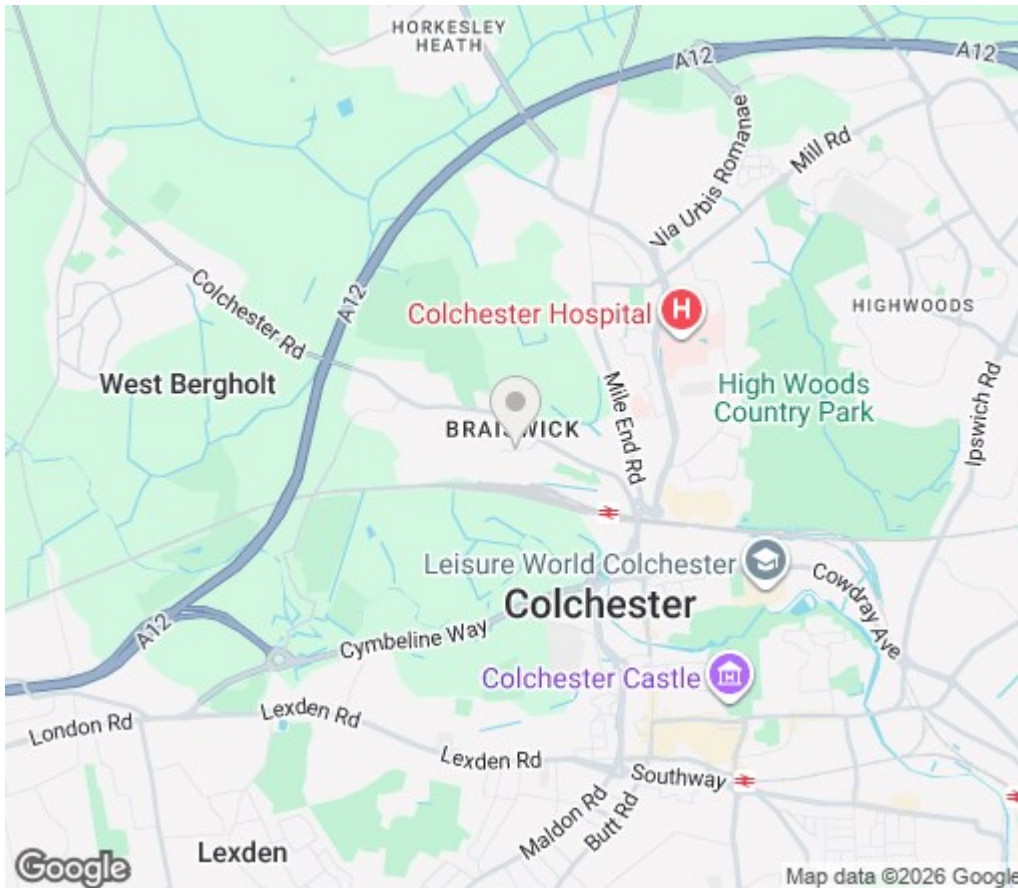 HORKESLEY
HEATH
A12
A12
Via Urbis Romanae
Mill Rd
Colchester Rd
A12
Colchester Hospital
H
HIGHWOODS
West Bergholt
Mile End Rd
High Woods
Country Park
Ipswich Rd
BRAISWICK
Leisure World Colchester
Colchester
Cowdray Ave
A12
Cymbeline Way
Colchester Castle
London Rd
Lexden Rd
Lexden Rd
Southway
Maldon Rd
Butt Rd
Lexden
Google
Map data ©2026 Google